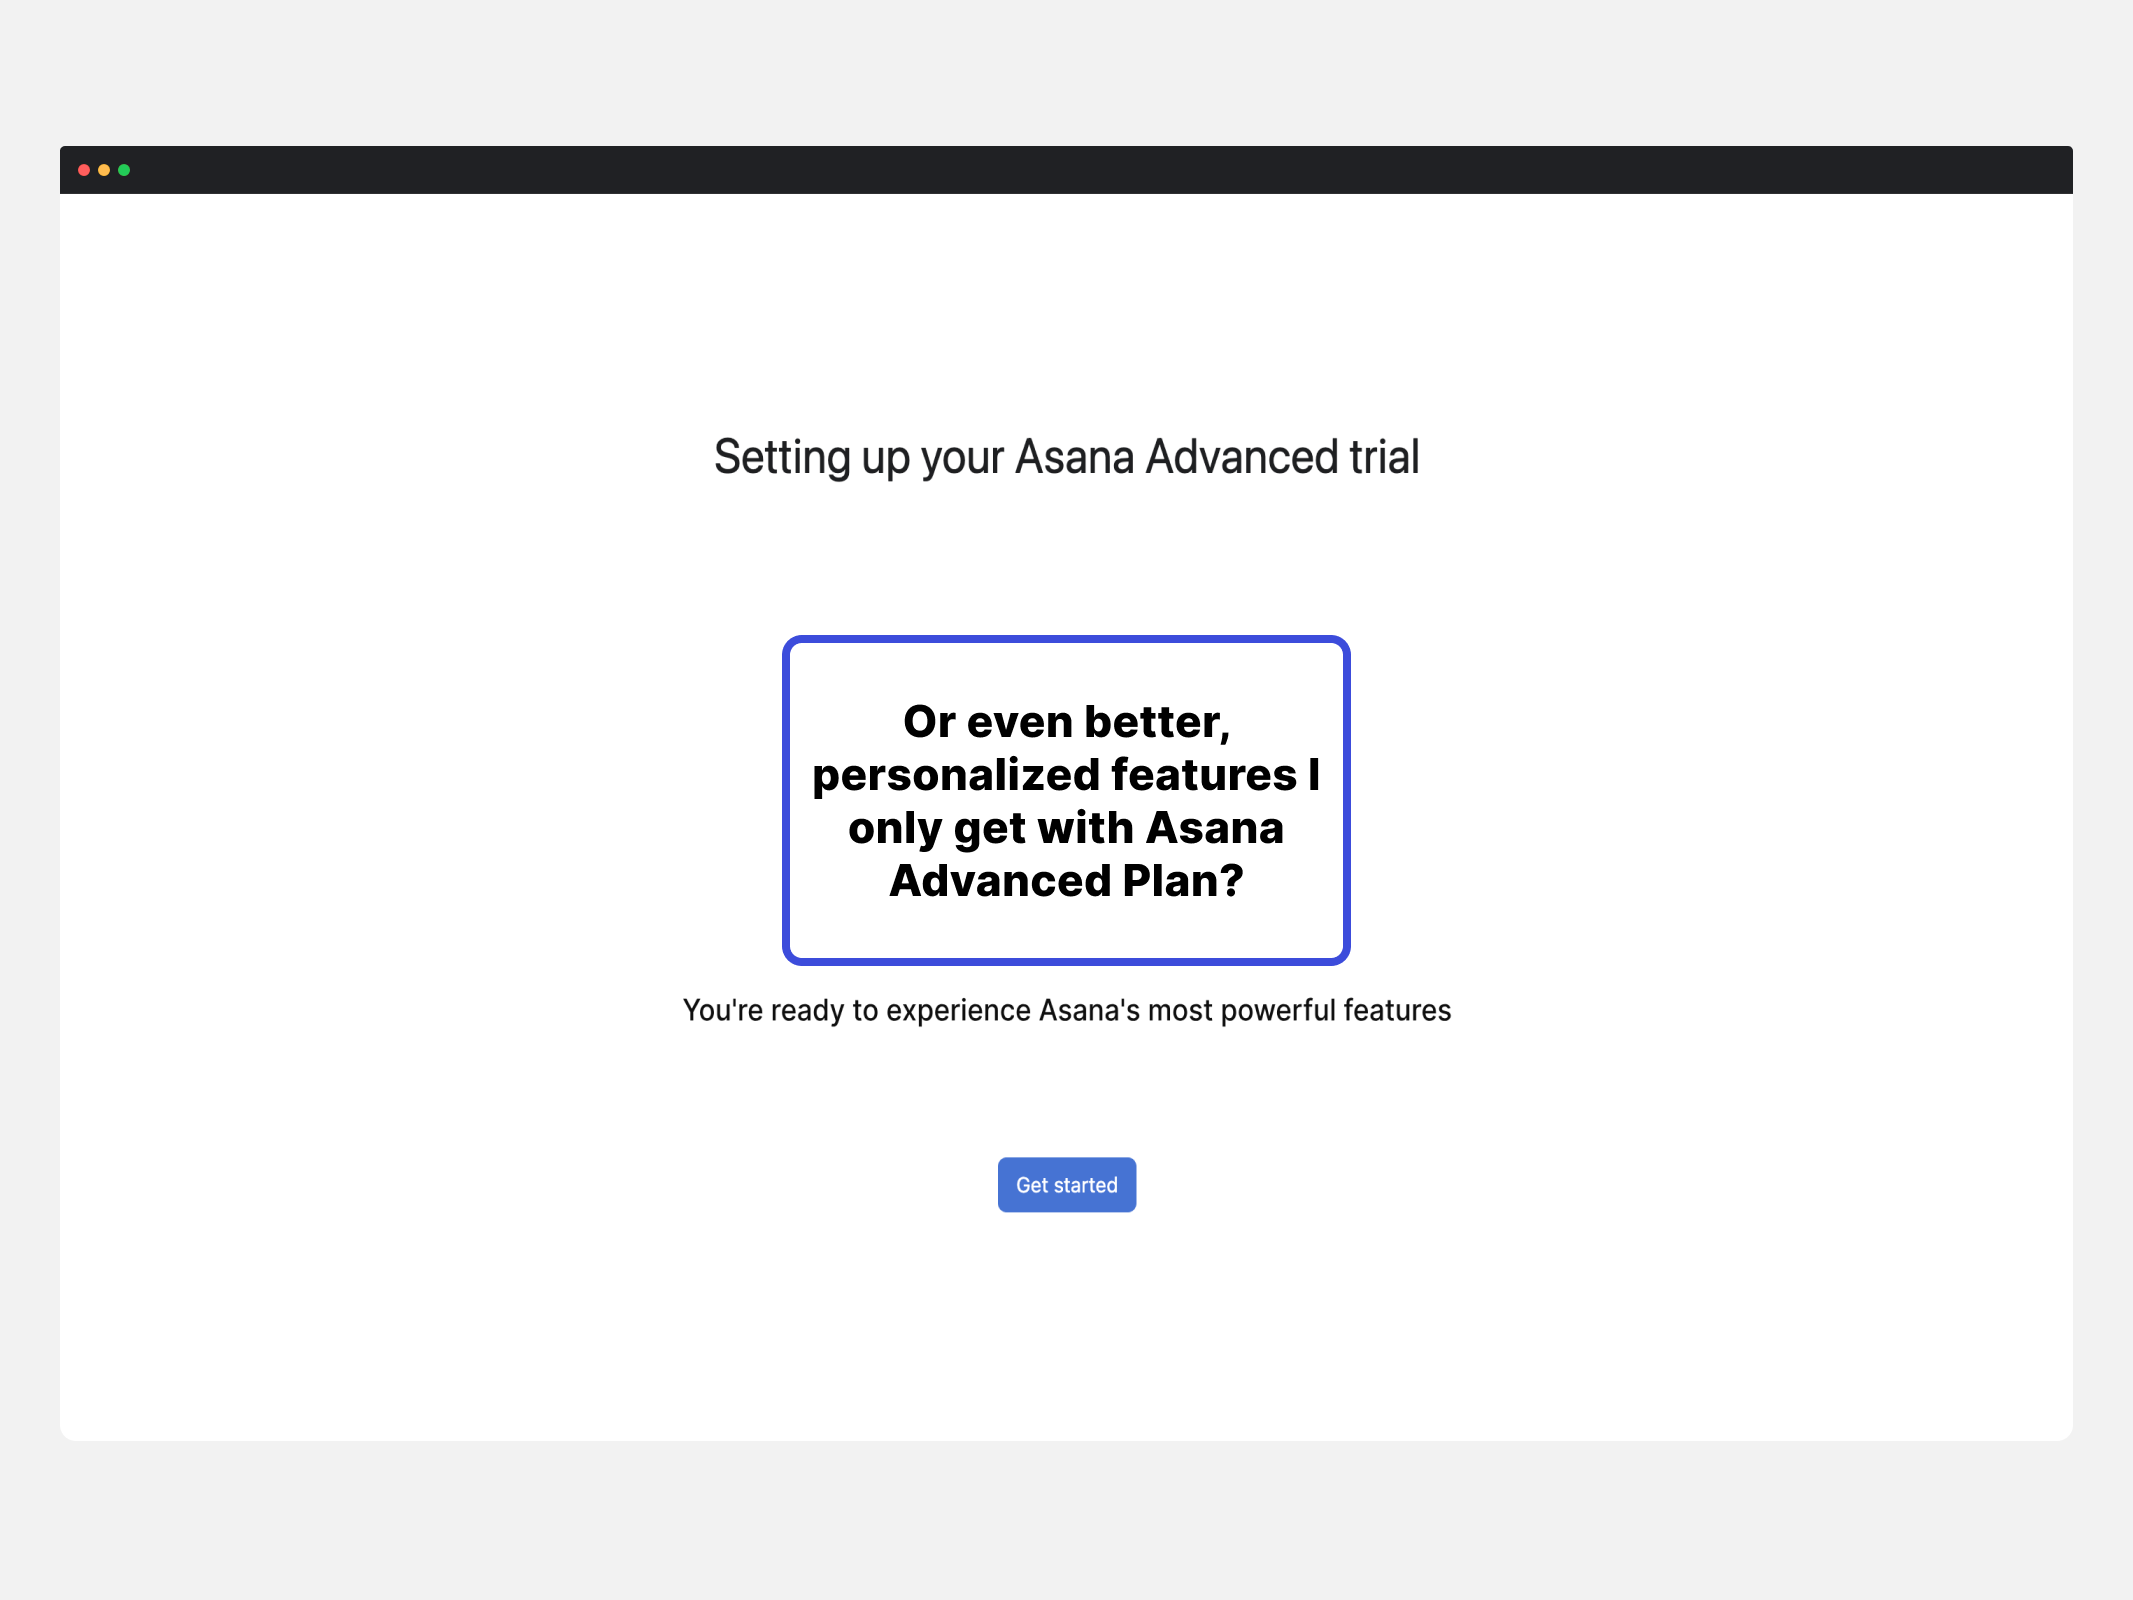 Setting up your Asana Advanced trial
Or even better,
personalized features I
only get with Asana
Advanced Plan?
You're ready to experience Asana's most powerful features
Get started